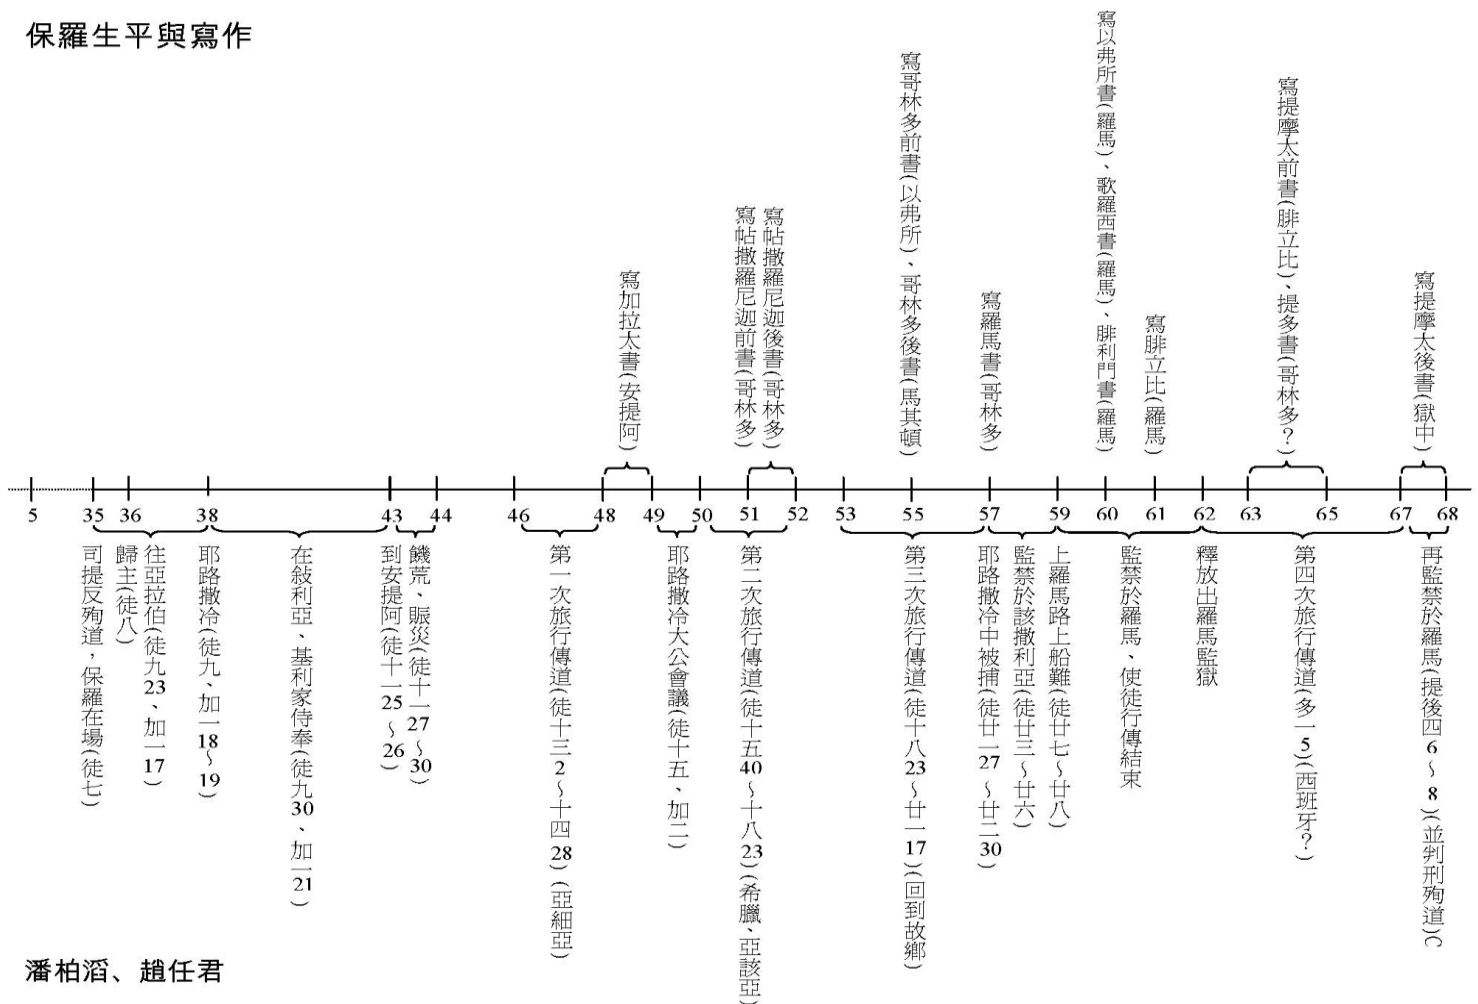 保羅生平與寫作
寫加拉太書(安提阿)
寫帖撒羅尼迦前書(哥林多)
寫帖撒羅尼迦後書(哥林多)
寫哥林多前書(以弗所)、哥林多後書(馬其頓)
寫羅馬書(哥林多)
寫以弗所書(羅馬)、歌羅西書(羅馬)、腓利門書(羅馬)
寫腓立比(羅馬)
寫提摩太前書(腓立比)、提多書(哥林多?)
寫提摩太後書(獄中)
5 35 36 38 43 44 46 48 49 50 51 52 53 55 57 59 60 61 62 63 65 67 68
司提反殉道，保羅在場(徒七)
歸主(徒八)
往亞拉伯(徒九23、加一17)
耶路撒冷(徒九、加一18~19)
在敍利亞、基利家侍奉(徒九30、加一21)
到安提阿(徒十一25~26)
饑荒、賑災(徒十一27~30)
第一次旅行傳道(徒十三2~十四28)(亞細亞)
耶路撒冷大公會議(徒十五、加二)
第二次旅行傳道(徒十五40~十八23)(希臘、亞該亞)
第三次旅行傳道(徒十八23~廿一17)(回到故鄉)
耶路撒冷中被捕(徒廿一27~廿二30)
監禁於該撒利亞(徒廿三~廿六)
上羅馬路上船難(徒廿七~廿八)
監禁於羅馬、使徒行傳結束
釋放出羅馬監獄
第四次旅行傳道(多一5)(西班牙?)
再監禁於羅馬(提後四6~8)(並判刑殉道)C
潘柏滔、趙任君